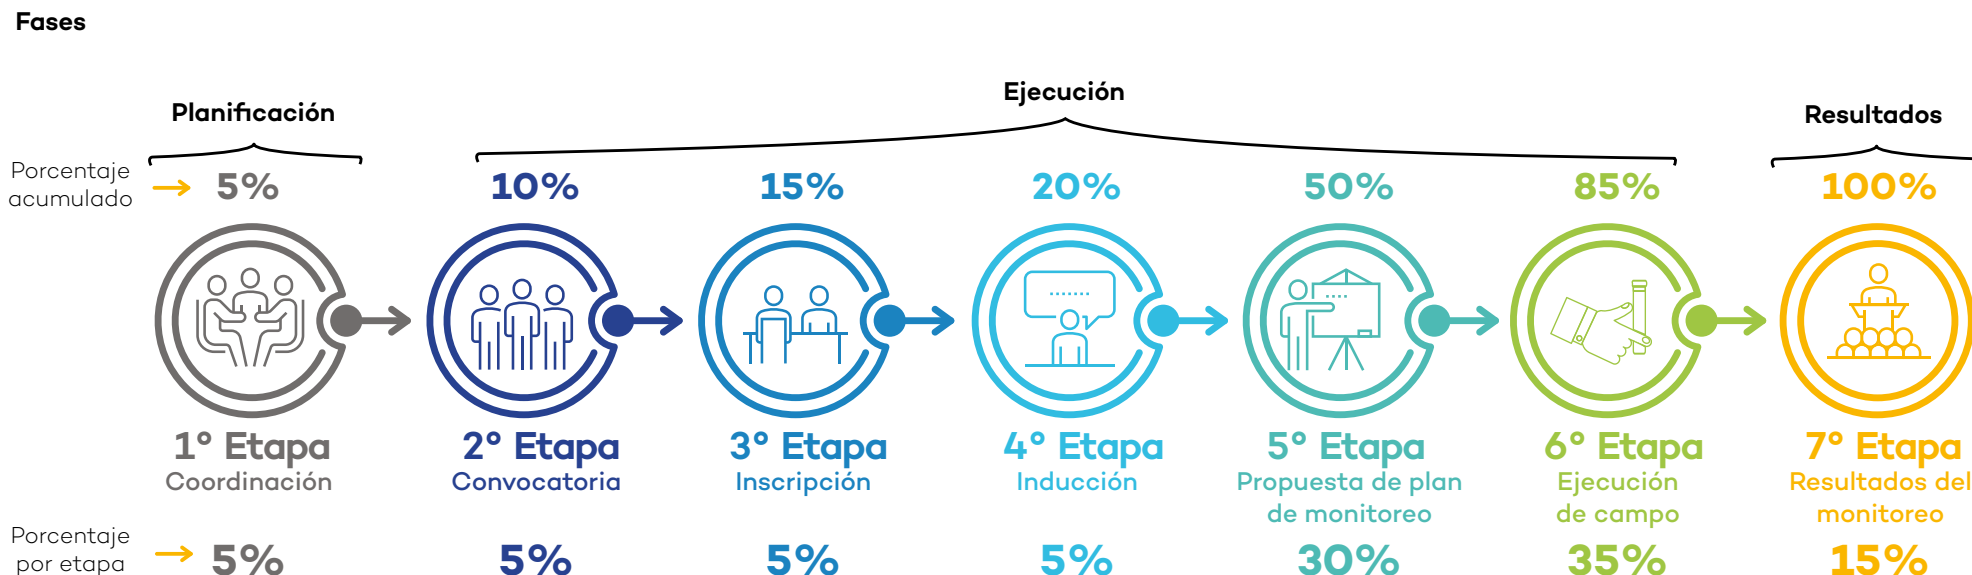 Fases
Planificación
Ejecución
Resultados
Porcentaje
acumulado
5%
10%
15%
20%
50%
85%
100%
1° Etapa
Coordinación
2° Etapa
Convocatoria
3° Etapa
Inscripción
4° Etapa
Inducción
5° Etapa
Propuesta de plan
de monitoreo
6° Etapa
Ejecución
de campo
7° Etapa
Resultados del
monitoreo
Porcentaje
por etapa
5%
5%
5%
5%
30%
35%
15%